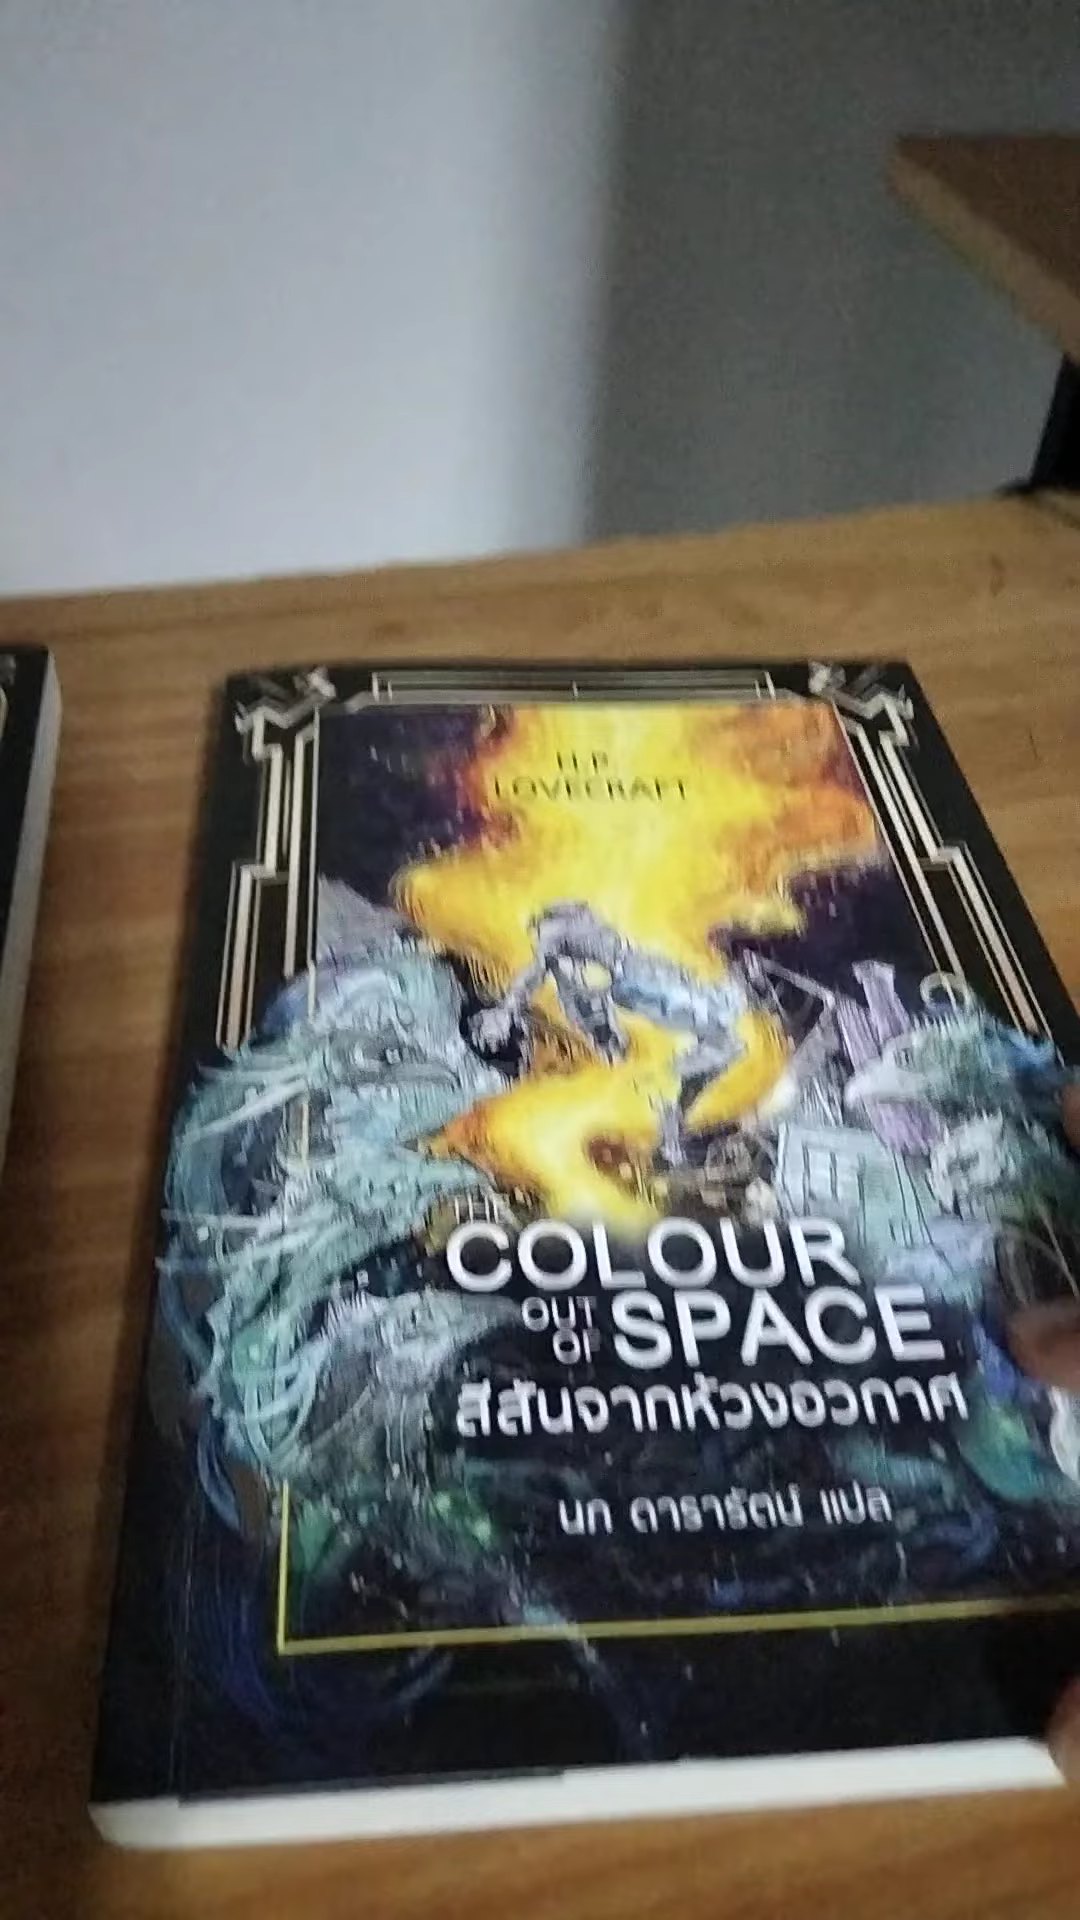 H.P.
LOVECRAFT
THE
COLOUR
OUT
OF SPACE
สีสันจากห้วงอวกาศ
นภ ดารารัตน์ แปล